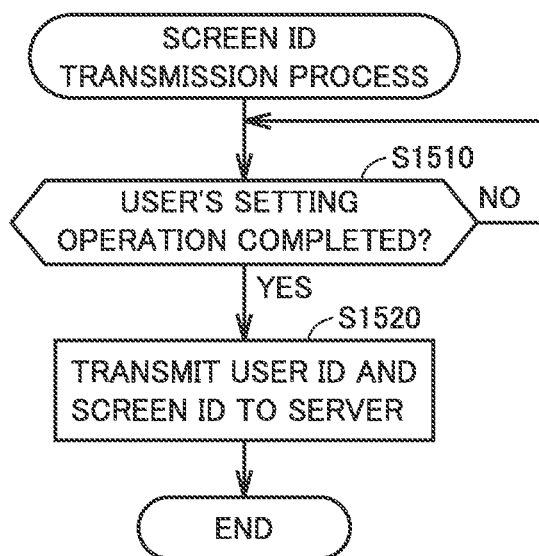 SCREEN ID
TRANSMISSION PROCESS
S1510
USER'S SETTING
OPERATION COMPLETED?
NO
YES
S1520
TRANSMIT USER ID AND
SCREEN ID TO SERVER
END